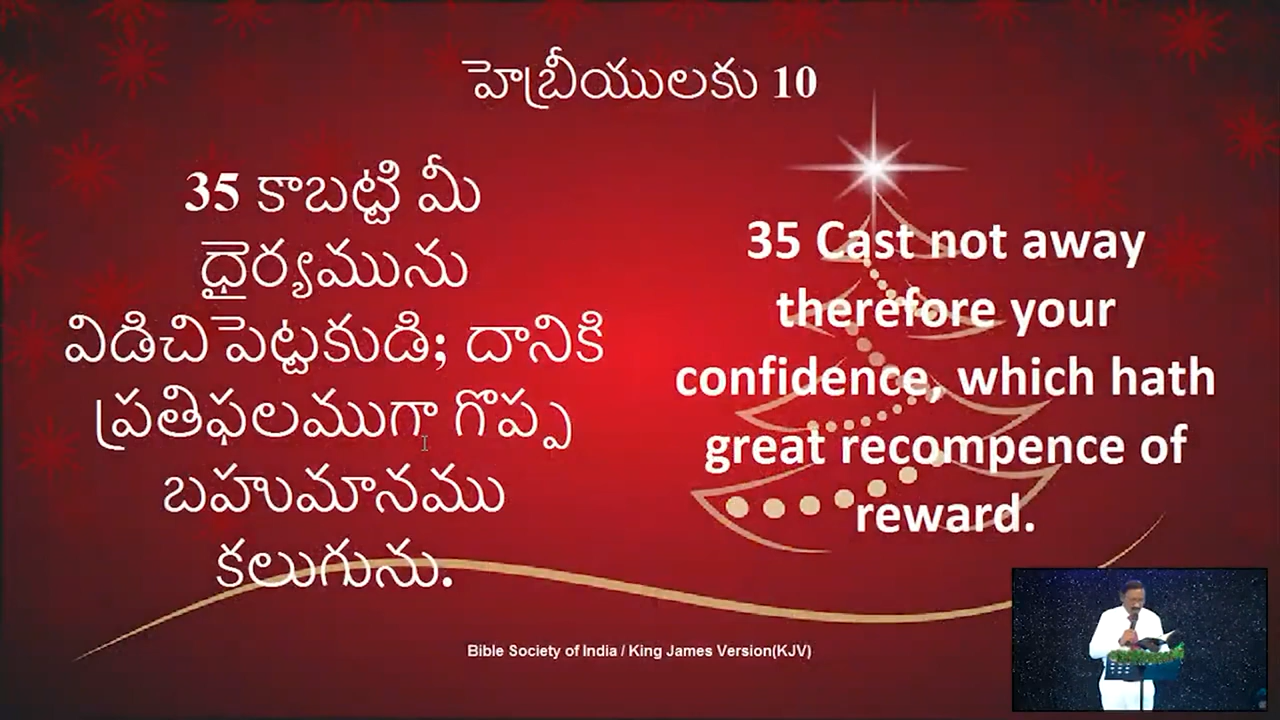 హెబ్రీయులకు 10
35 కాబట్టి మీ
ధైర్యమును
విడిచిపెట్టకుడి; దానికి
ప్రతిఫలముగా గొప్ప
బహుమానము
కలుగును.
35 Cast not away
therefore your
confidence, which hath
great recompence of
reward.
Bible Society of India / King James Version(KJV)